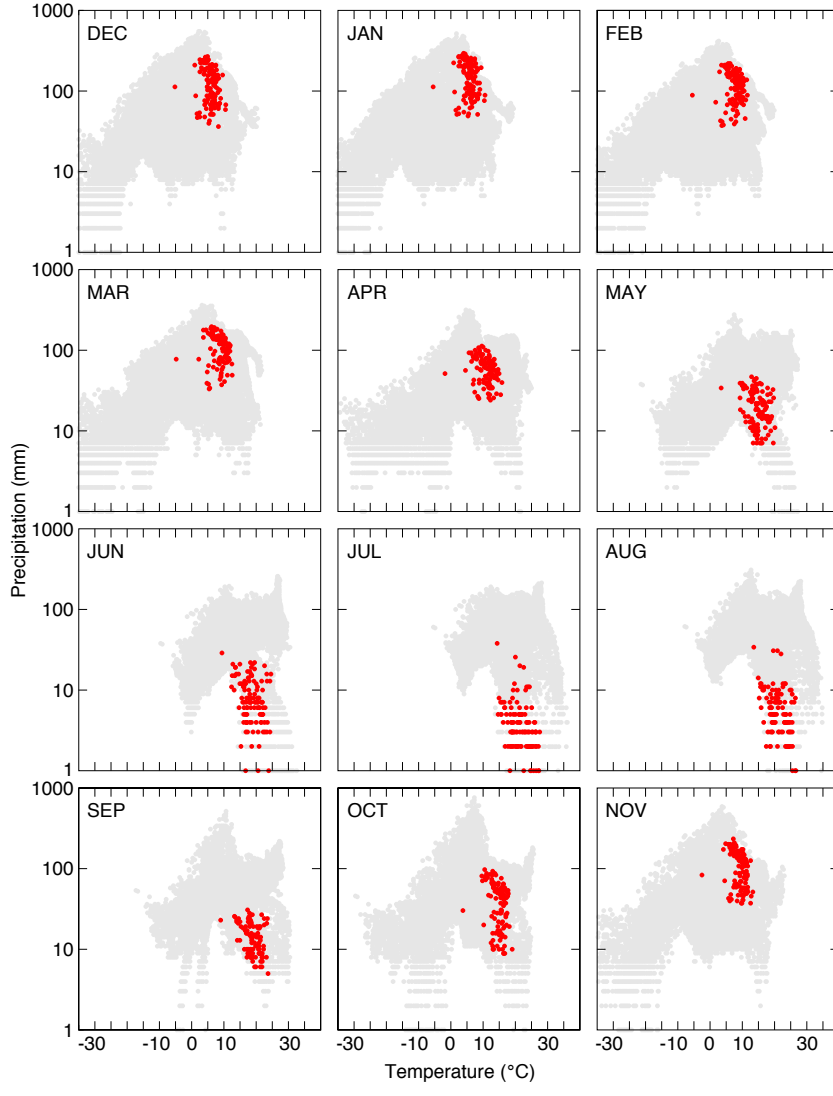 1000
DEC
JAN
FEB
100
10
1
1000
MAR
APR
MAY
100
10
1
Precipitation (mm)
1000
JUN
JUL
AUG
100
10
1
1000
SEP
OCT
NOV
100
10
1
-30 -10 0 10 30 -30 -10 0 10 30 -30 -10 0 10 30
Temperature (°C)